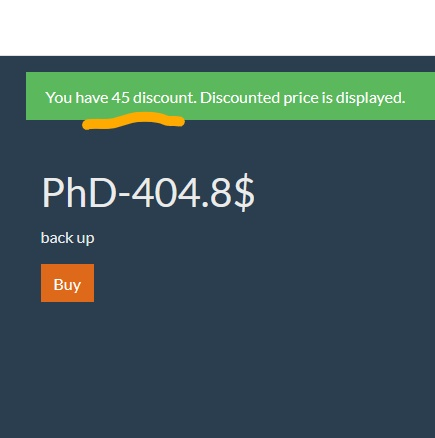 You have 45 discount. Discounted price is displayed.
PhD-404.8$
back up
Buy